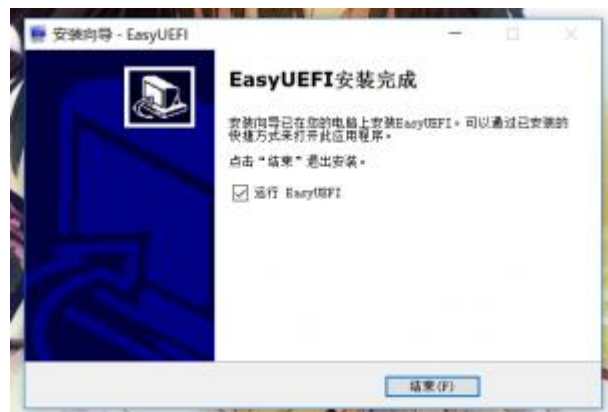 安装向导 - EasyUEFI
EasyUEFI安装完成
安装向导已在您的电脑上安装EasyUEFI。可以通过已安装的
快捷方式来打开此应用程序。
点击“结束”退出安装。
运行 EasyUEFI
结束(F)